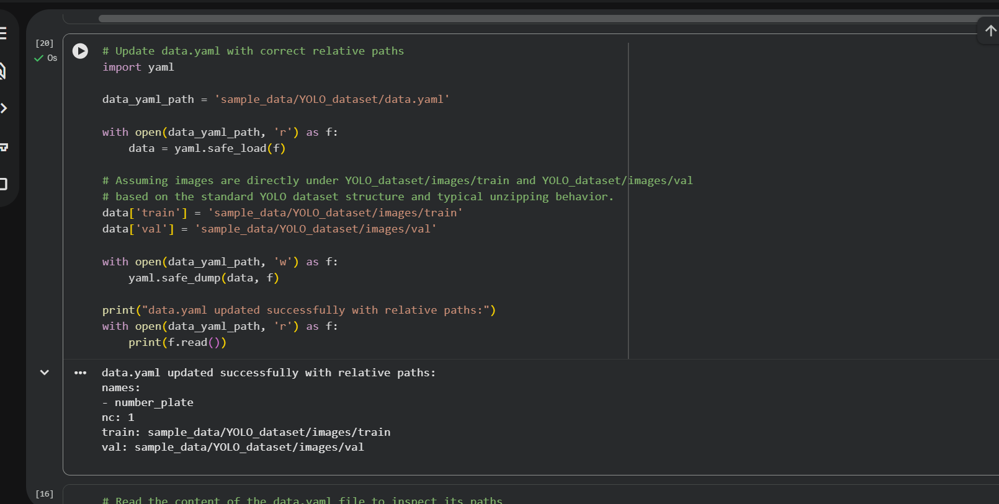 [20]
0s
# Update data.yaml with correct relative paths
import yaml
data_yaml_path = 'sample_data/YOLO_dataset/data.yaml'
with open(data_yaml_path, 'r') as f:
    data = yaml.safe_load(f)
# Assuming images are directly under YOLO_dataset/images/train and YOLO_dataset/images/val
# based on the standard YOLO dataset structure and typical unzipping behavior.
data['train'] = 'sample_data/YOLO_dataset/images/train'
data['val'] = 'sample_data/YOLO_dataset/images/val'
with open(data_yaml_path, 'w') as f:
    yaml.safe_dump(data, f)
print("data.yaml updated successfully with relative paths:")
with open(data_yaml_path, 'r') as f:
    print(f.read())
data.yaml updated successfully with relative paths:
names:
- number_plate
nc: 1
train: sample_data/YOLO_dataset/images/train
val: sample_data/YOLO_dataset/images/val
[16]
# Read the content of the data.yaml file to inspect its paths